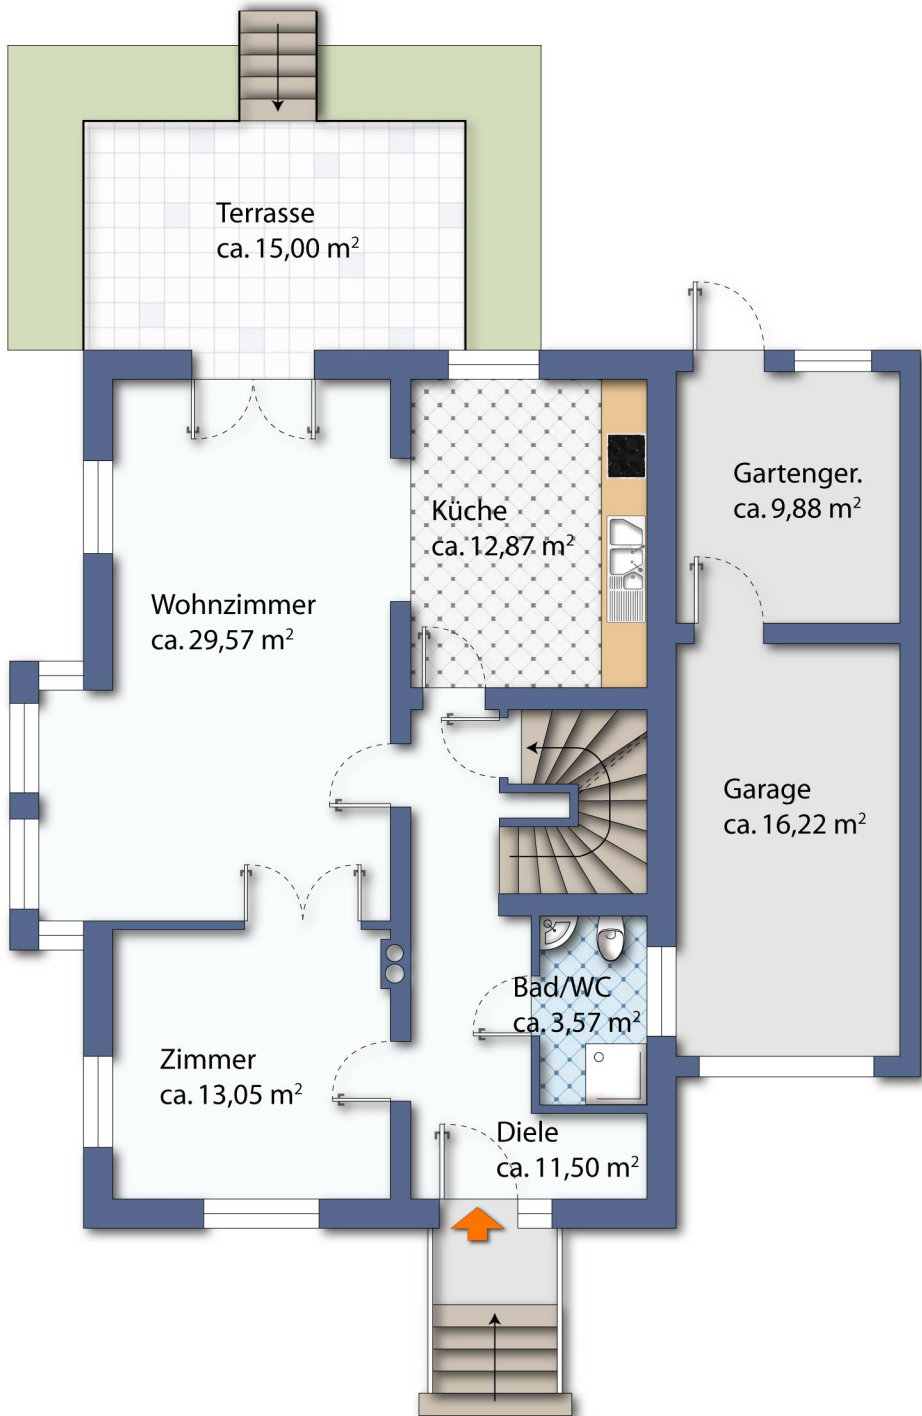 Terrasse
ca. 15,00 m²
Küche
ca. 12,87 m²
Gartenger.
ca. 9,88 m²
Wohnzimmer
ca. 29,57 m²
Garage
ca. 16,22 m²
Bad/WC
ca. 3,57 m²
Zimmer
ca. 13,05 m²
Diele
ca. 11,50 m²